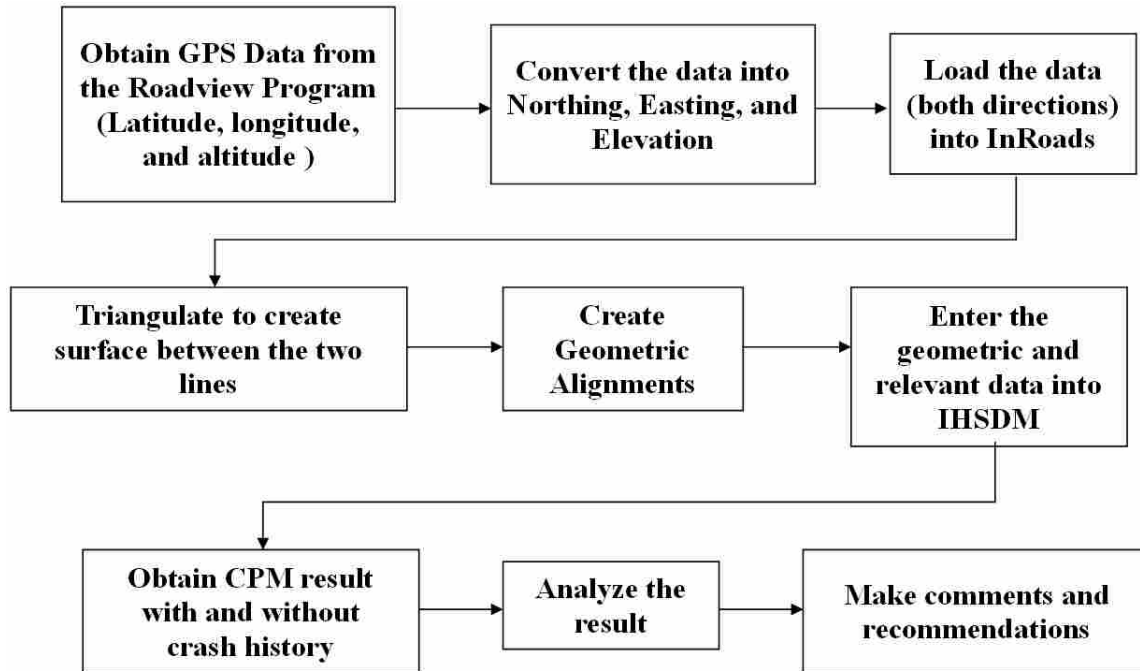 Obtain GPS Data from
the Roadview Program
(Latitude, longitude,
and altitude )
Convert the data into
Northing, Easting, and
Elevation
Load the data
(both directions)
into InRoads
Triangulate to create
surface between the two
lines
Create
Geometric
Alignments
Enter the
geometric and
relevant data into
IHSDM
Obtain CPM result
with and without
crash history
Analyze the
result
Make comments and
recommendations